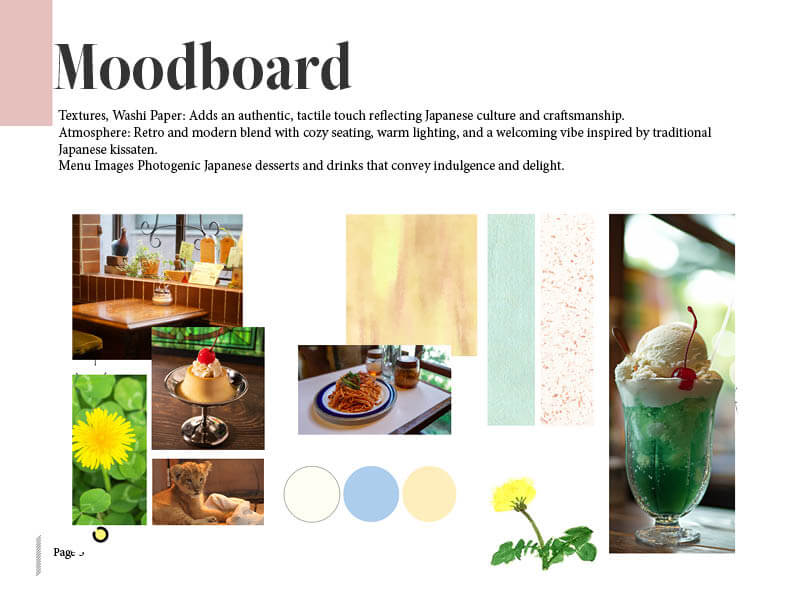 Moodboard
Textures, Washi Paper: Adds an authentic, tactile touch reflecting Japanese culture and craftsmanship.
Atmosphere: Retro and modern blend with cozy seating, warm lighting, and a welcoming vibe inspired by traditional
Japanese kissaten.
Menu Images Photogenic Japanese desserts and drinks that convey indulgence and delight.
Page